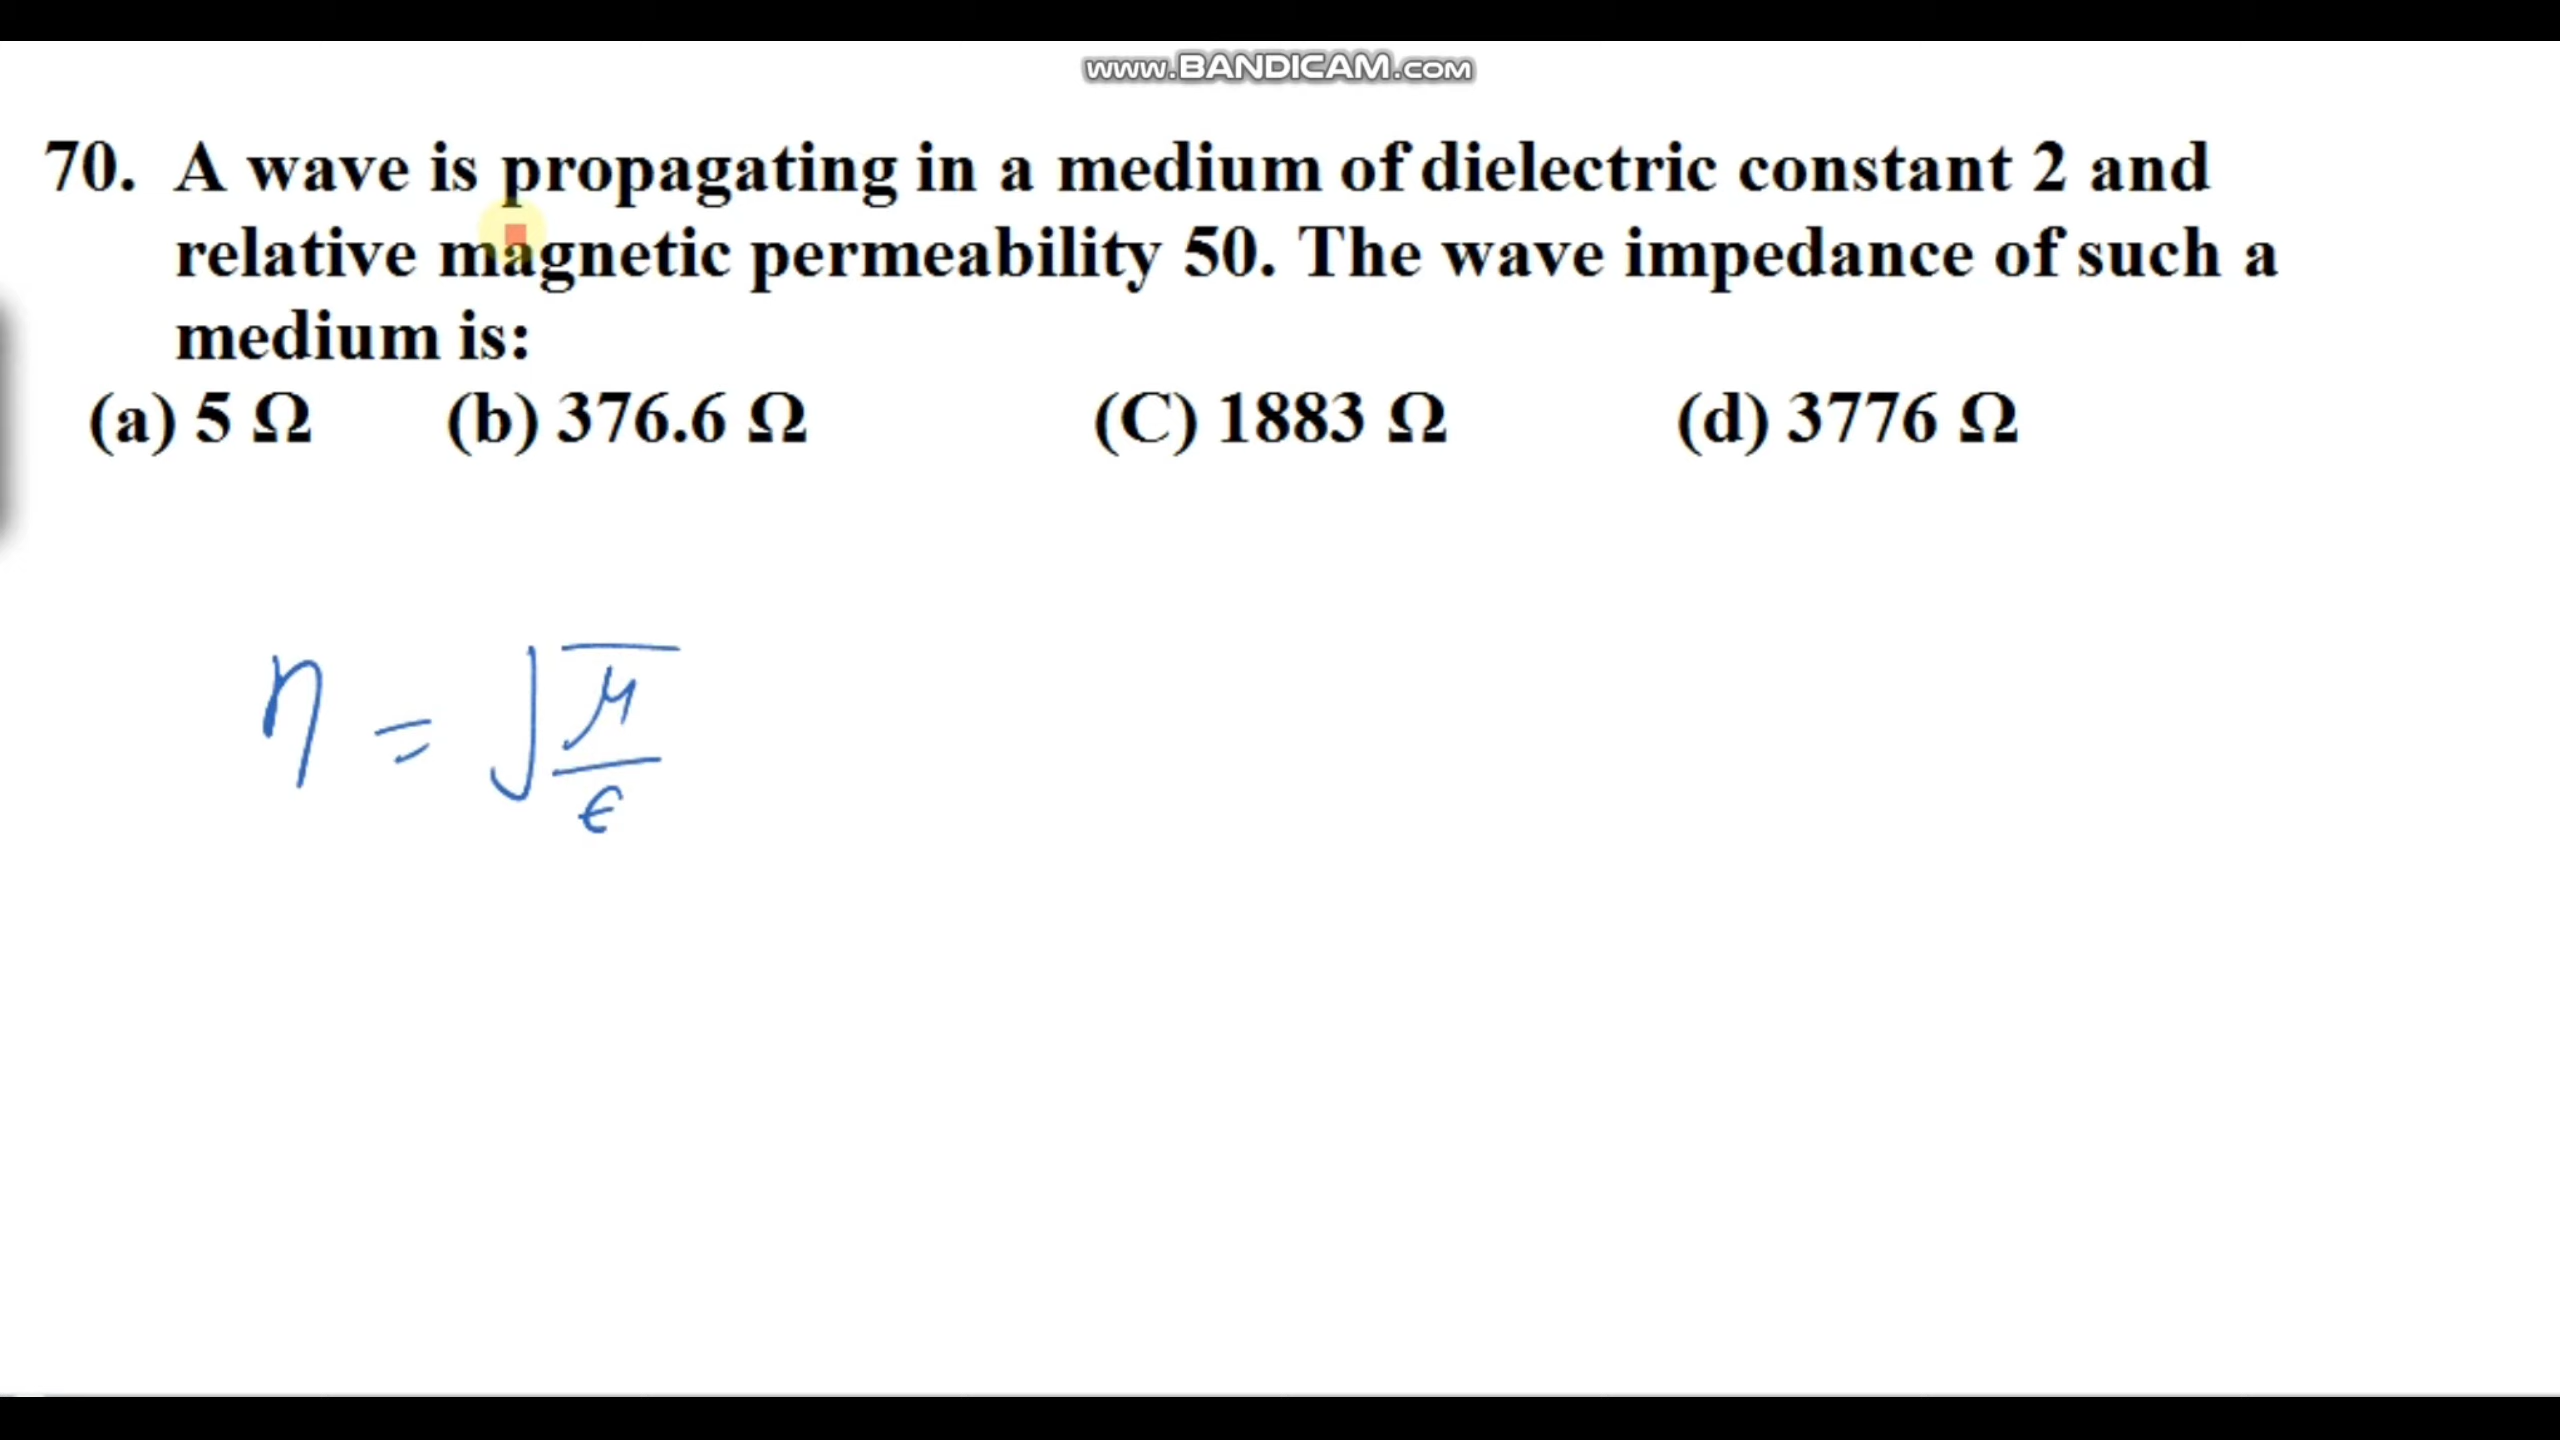 www.BANDICAM.com
70. A wave is propagating in a medium of dielectric constant 2 and
relative magnetic permeability 50. The wave impedance of such a
medium is:
(a) 5 Ω (b) 376.6 Ω (C) 1883 Ω (d) 3776 Ω
η = √(μ/ϵ)